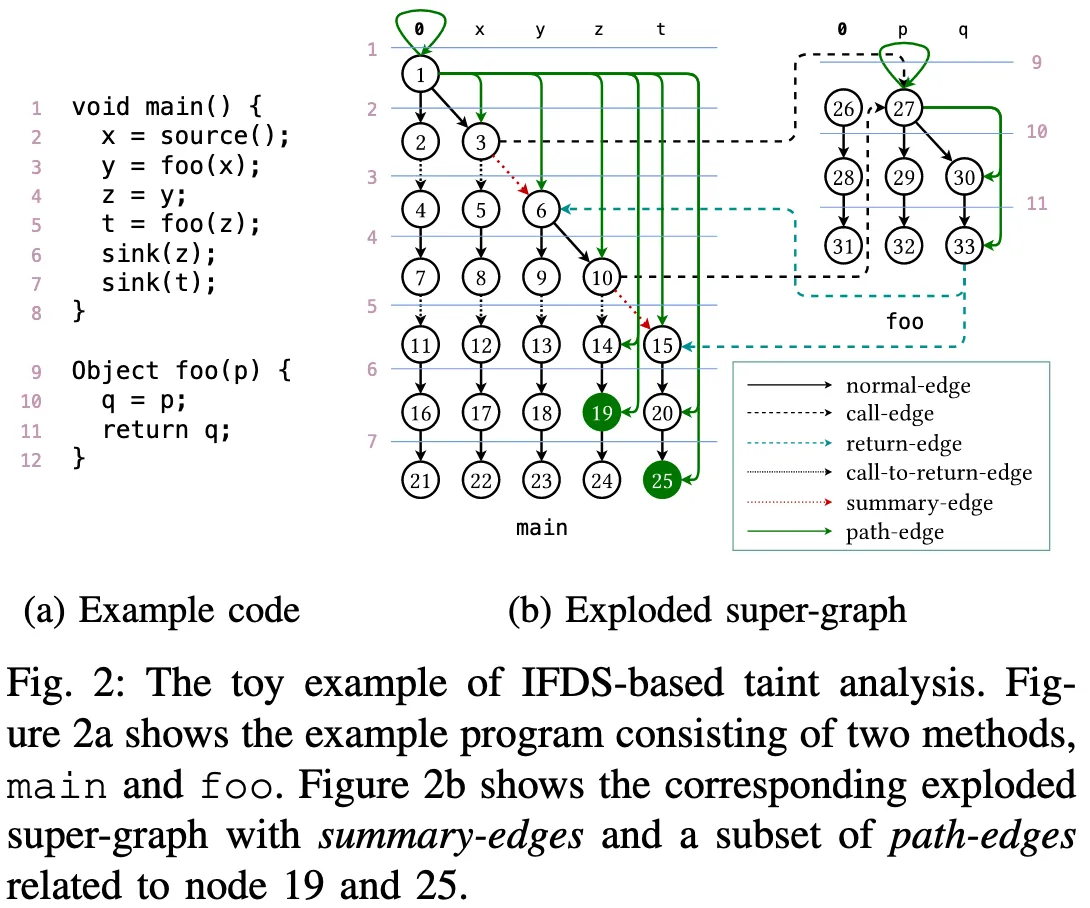 0 x y z t
0 p q
1
9
1 void main() {
2 x = source();
3 y = foo(x);
4 z = y;
5 t = foo(z);
6 sink(z);
7 sink(t);
8 }
9 Object foo(p) {
10 q = p;
11 return q;
12 }
1
2
26 27
10
2 3
3
28 29 30
11
4 5 6
31 32 33
4
7 8 9 10
5
foo
11 12 13 14 15
6
16 17 18 19 20
7
21 22 23 24 25
main
normal-edge
call-edge
return-edge
call-to-return-edge
summary-edge
path-edge
(a) Example code
(b) Exploded super-graph
Fig. 2: The toy example of IFDS-based taint analysis. Fig-
ure 2a shows the example program consisting of two methods,
main and foo. Figure 2b shows the corresponding exploded
super-graph with summary-edges and a subset of path-edges
related to node 19 and 25.